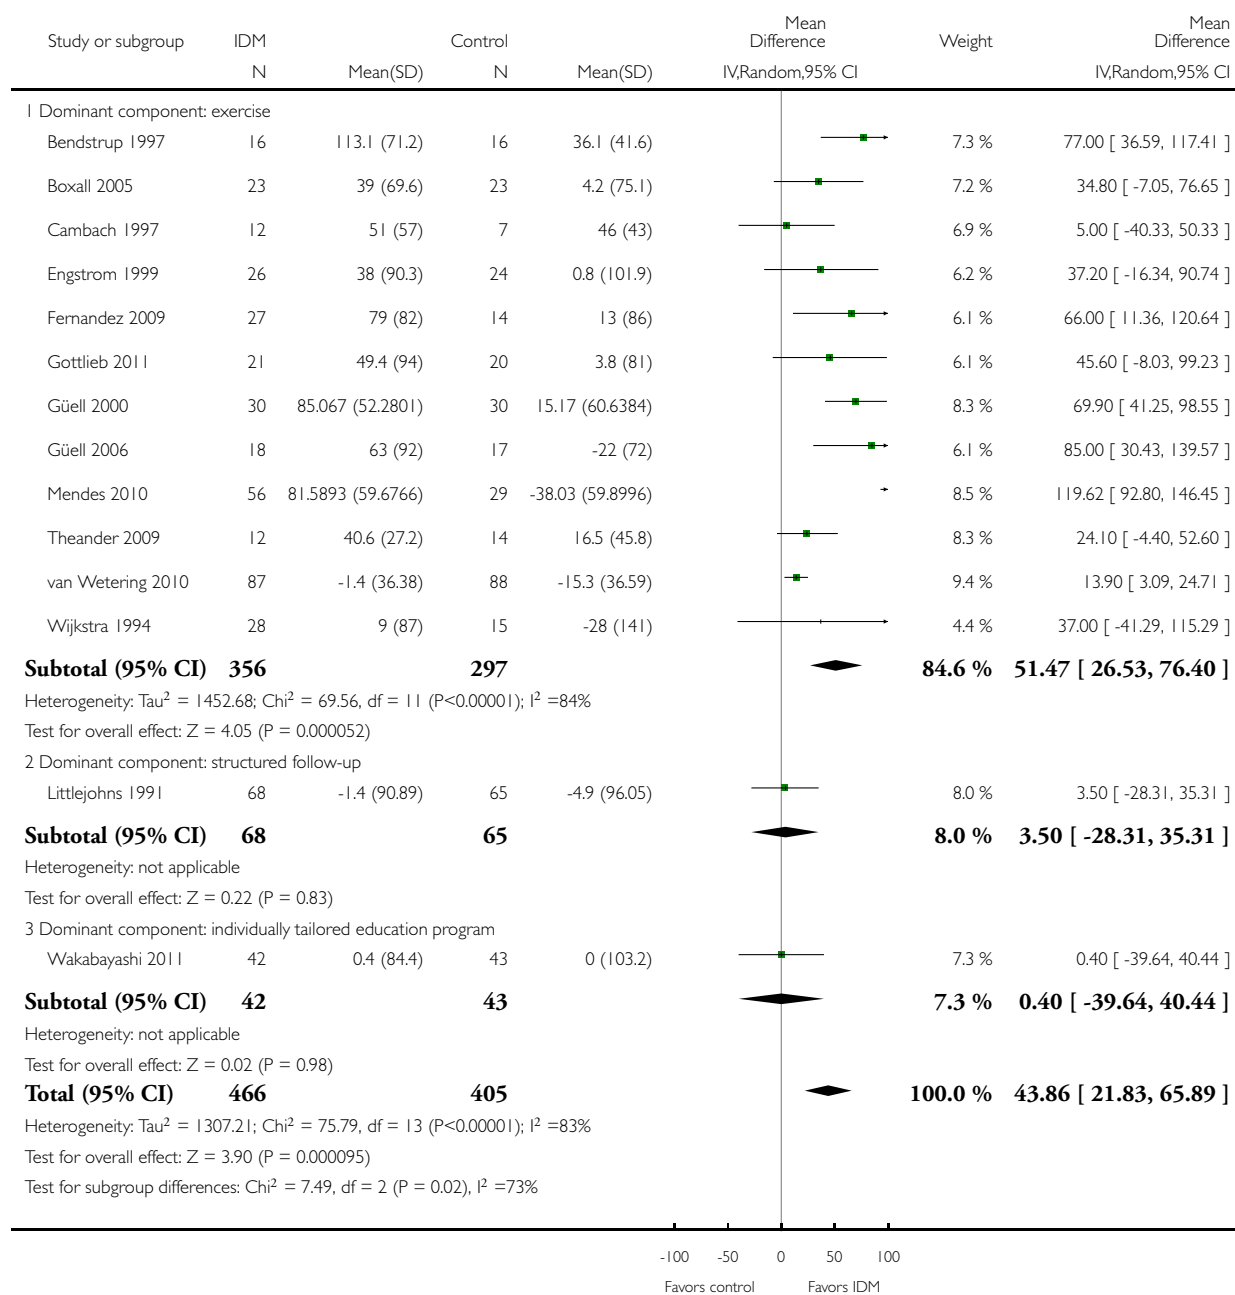 Study or subgroup IDM Control Mean Difference Weight Mean Difference
N Mean(SD) N Mean(SD) IV,Random,95% CI IV,Random,95% CI
1 Dominant component: exercise
Bendstrup 1997 16 113.1 (71.2) 16 36.1 (41.6) 7.3 % 77.00 [ 36.59, 117.41 ]
Boxall 2005 23 39 (69.6) 23 4.2 (75.1) 7.2 % 34.80 [ -7.05, 76.65 ]
Cambach 1997 12 51 (57) 7 46 (43) 6.9 % 5.00 [ -40.33, 50.33 ]
Engstrom 1999 26 38 (90.3) 24 0.8 (101.9) 6.2 % 37.20 [ -16.34, 90.74 ]
Fernandez 2009 27 79 (82) 14 13 (86) 6.1 % 66.00 [ 11.36, 120.64 ]
Gottlieb 2011 21 49.4 (94) 20 3.8 (81) 6.1 % 45.60 [ -8.03, 99.23 ]
Güell 2000 30 85.067 (52.2801) 30 15.17 (60.6384) 8.3 % 69.90 [ 41.25, 98.55 ]
Güell 2006 18 63 (92) 17 -22 (72) 6.1 % 85.00 [ 30.43, 139.57 ]
Mendes 2010 56 81.5893 (59.6766) 29 -38.03 (59.8996) 8.5 % 119.62 [ 92.80, 146.45 ]
Theander 2009 12 40.6 (27.2) 14 16.5 (45.8) 8.3 % 24.10 [ -4.40, 52.60 ]
van Wetering 2010 87 -1.4 (36.38) 88 -15.3 (36.59) 9.4 % 13.90 [ 3.09, 24.71 ]
Wijkstra 1994 28 9 (87) 15 -28 (141) 4.4 % 37.00 [ -41.29, 115.29 ]
Subtotal (95% CI) 356 297 84.6 % 51.47 [ 26.53, 76.40 ]
Heterogeneity: Tau² = 1452.68; Chi² = 69.56, df = 11 (P<0.00001); I² =84%
Test for overall effect: Z = 4.05 (P = 0.000052)
2 Dominant component: structured follow-up
Littlejohns 1991 68 -1.4 (90.89) 65 -4.9 (96.05) 8.0 % 3.50 [ -28.31, 35.31 ]
Subtotal (95% CI) 68 65 8.0 % 3.50 [ -28.31, 35.31 ]
Heterogeneity: not applicable
Test for overall effect: Z = 0.22 (P = 0.83)
3 Dominant component: individually tailored education program
Wakabayashi 2011 42 0.4 (84.4) 43 0 (103.2) 7.3 % 0.40 [ -39.64, 40.44 ]
Subtotal (95% CI) 42 43 7.3 % 0.40 [ -39.64, 40.44 ]
Heterogeneity: not applicable
Test for overall effect: Z = 0.02 (P = 0.98)
Total (95% CI) 466 405 100.0 % 43.86 [ 21.83, 65.89 ]
Heterogeneity: Tau² = 1307.21; Chi² = 75.79, df = 13 (P<0.00001); I² =83%
Test for overall effect: Z = 3.90 (P = 0.000095)
Test for subgroup differences: Chi² = 7.49, df = 2 (P = 0.02), I² =73%
-100 -50 0 50 100
Favors control Favors IDM